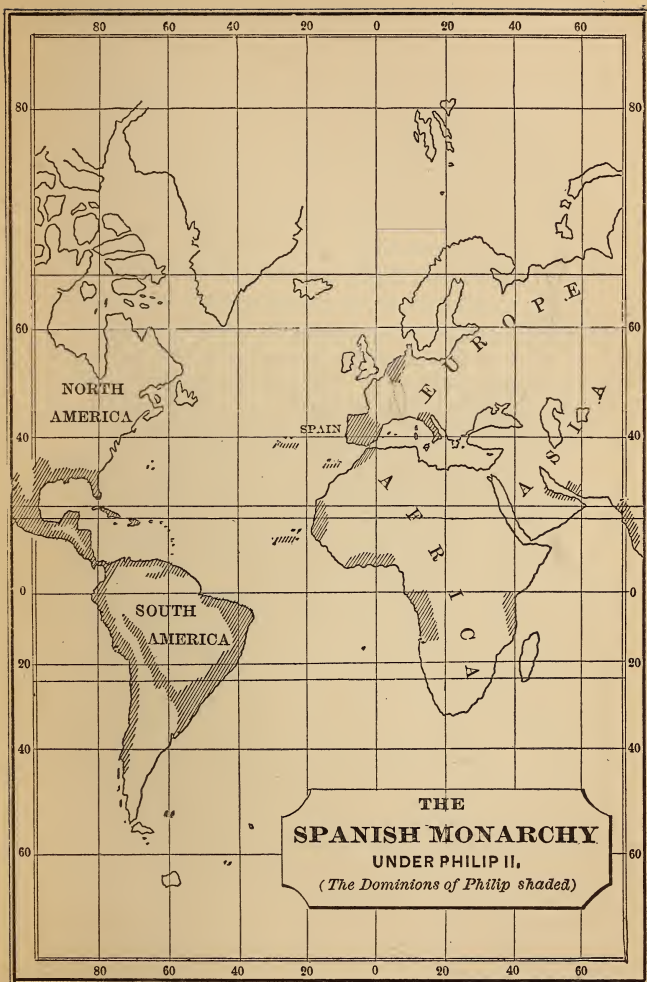 80 60 40 20 0 20 40 60
80 80
60 60
NORTH
AMERICA
EUROPE
ASIA
SPAIN
40 40
AFRICA
0 0
SOUTH
AMERICA
20 20
40 40
THE
SPANISH MONARCHY
UNDER PHILIP II.
(The Dominions of Philip shaded)
60 60
80 60 40 20 0 20 40 60